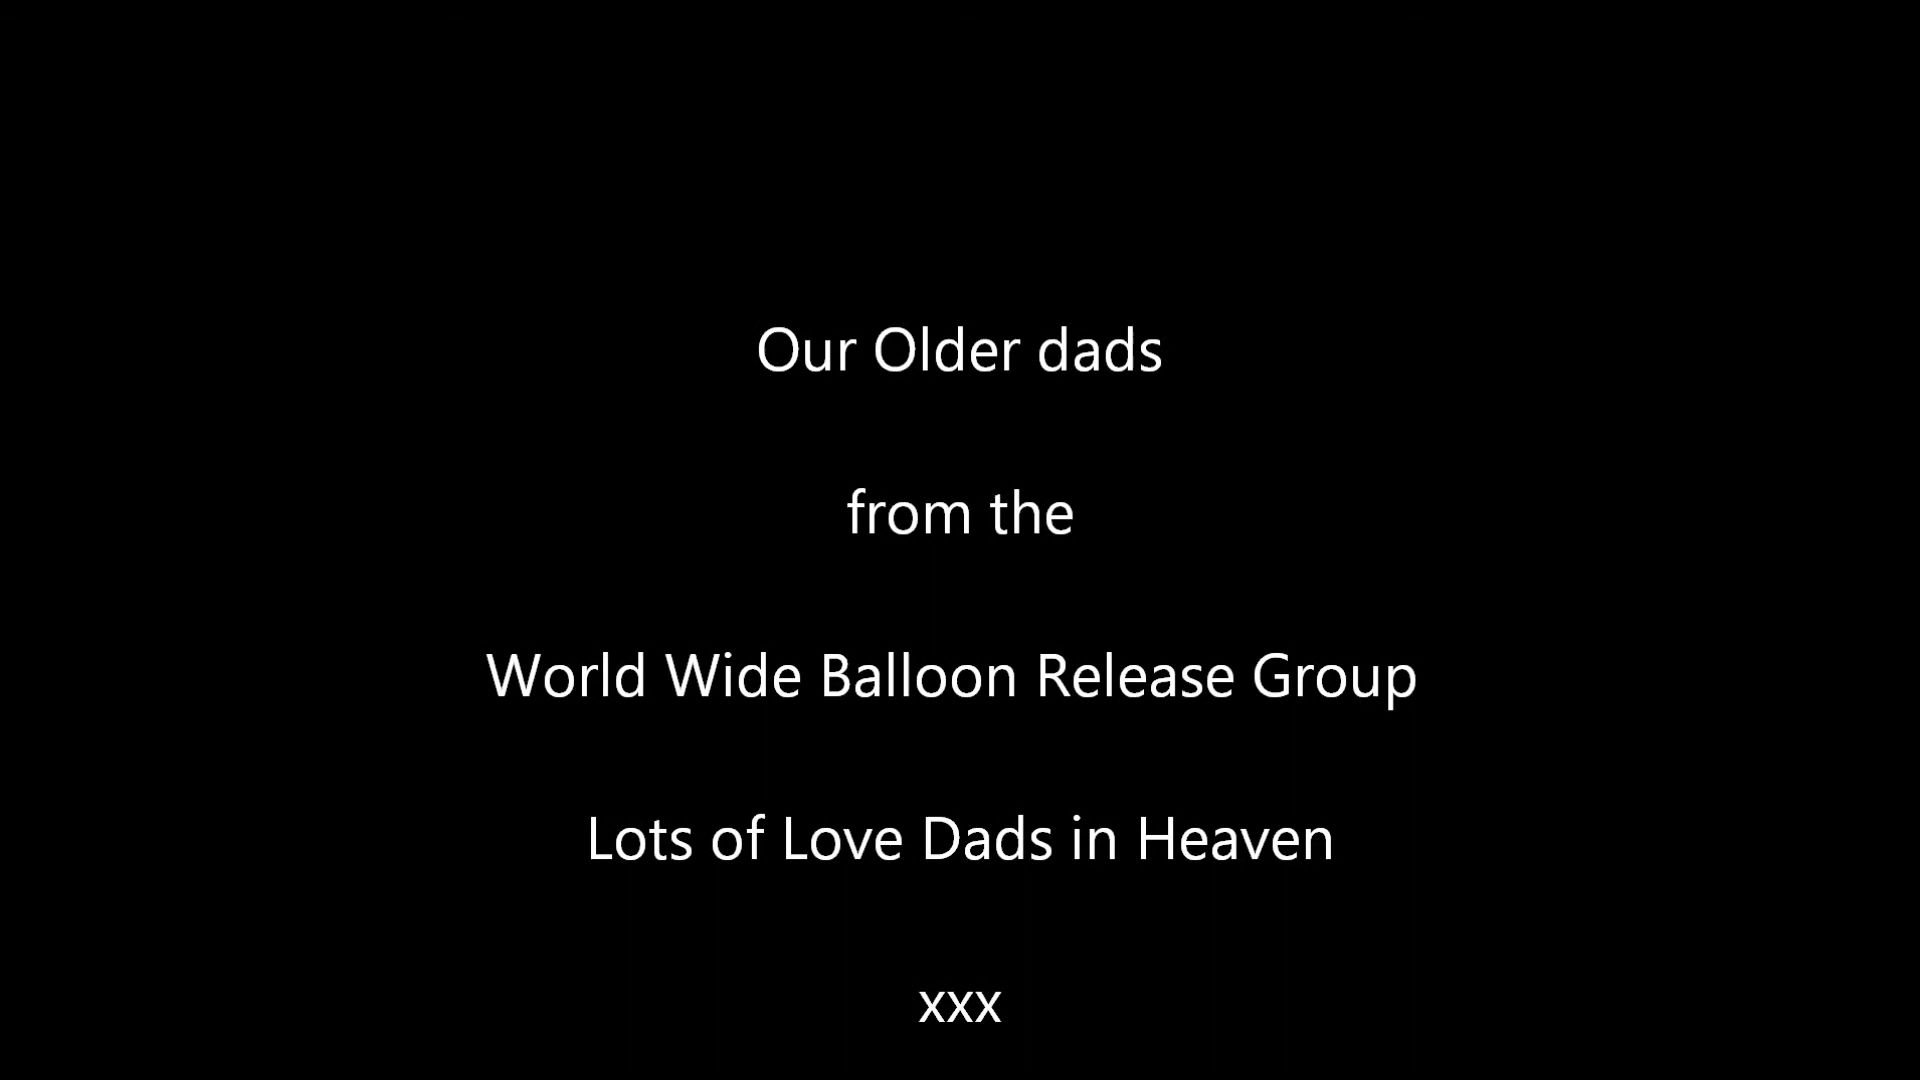 Our Older dads
from the
World Wide Balloon Release Group
Lots of Love Dads in Heaven
xxx